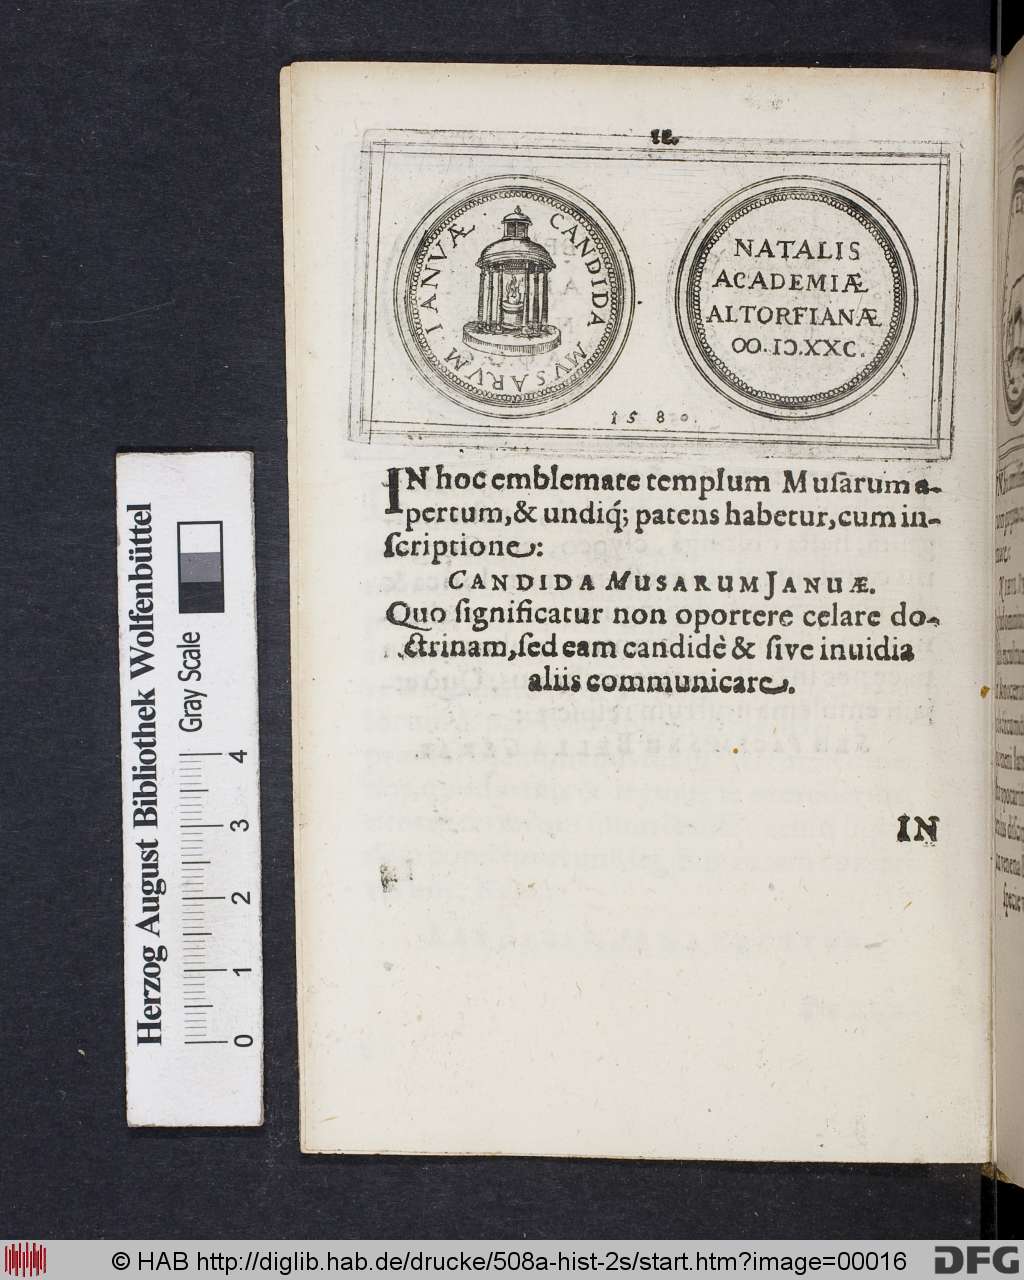 II.
CANDIDA MUSARVM IANVÆ
NATALIS
ACADEMIÆ
ALTORFIANÆ
ꝎO. IↃ.XXC.
1580.
IN hoc emblemate templum Muſarum a-
pertum,& undiq́; patens habetur,cum in-
ſcriptione:
CANDIDA MUSARUM JANUÆ.
Quo ſignificatur non oportere celare do-
ctrinam,ſed eam candidè & ſive inuidia
aliis communicare.
IN
Herzog August Bibliothek Wolfenbüttel
Gray Scale
0 1 2 3 4
© HAB http://diglib.hab.de/drucke/508a-hist-2s/start.htm?image=00016
DFG